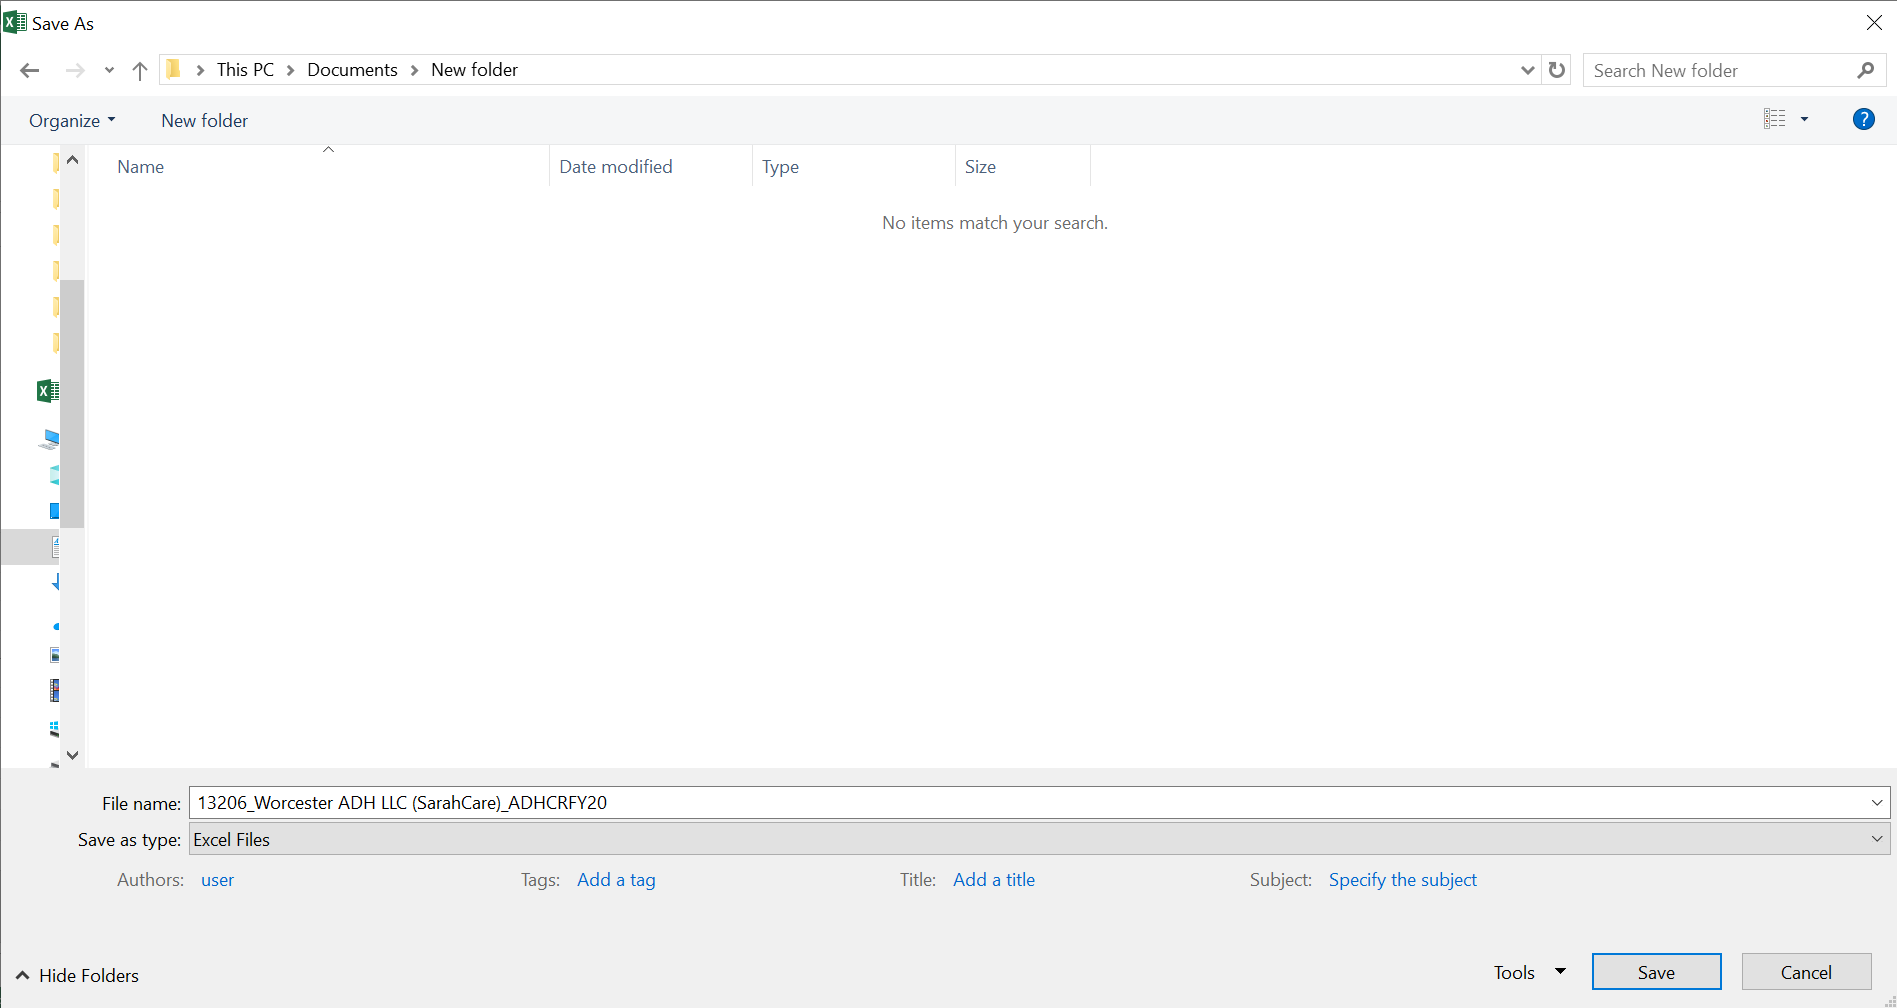 Save As
This PC > Documents > New folder
Search New folder
Organize
New folder
Name
Date modified
Type
Size
No items match your search.
File name: 13206_Worcester ADH LLC (SarahCare)_ADHCRFY20
Save as type: Excel Files
Authors: user
Tags: Add a tag
Title: Add a title
Subject: Specify the subject
Hide Folders
Tools
Save
Cancel